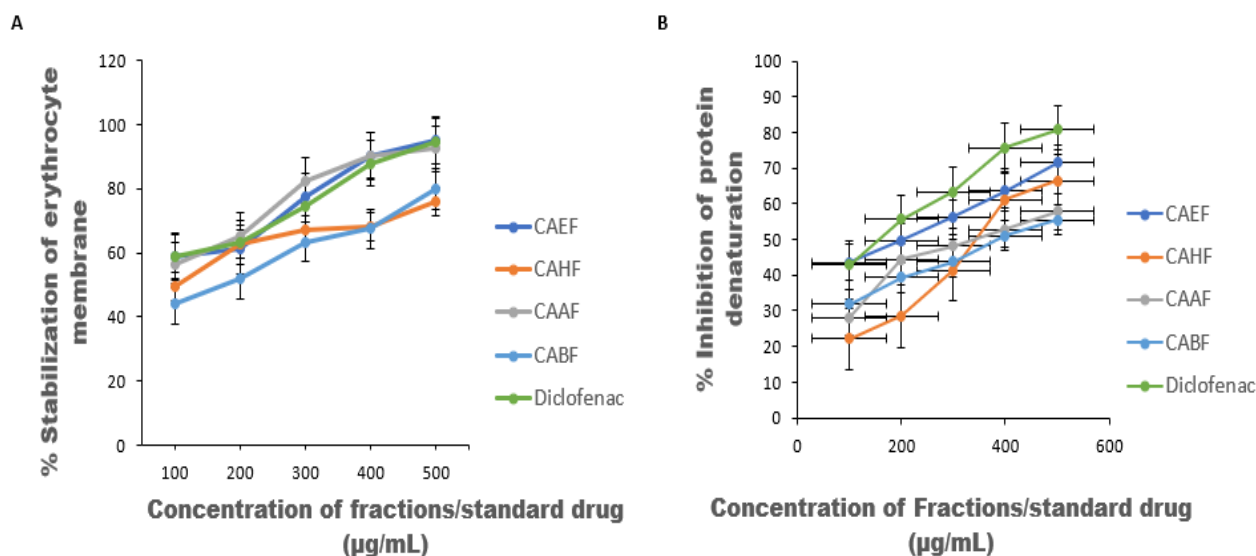 A
% Stabilization of erythrocyte
membrane
120
100
80
60
40
20
0
100 200 300 400 500
Concentration of fractions/standard drug
(µg/mL)
CAEF
CAHF
CAAF
CABF
Diclofenac
B
% Inhibition of protein
denaturation
100
90
80
70
60
50
40
30
20
10
0
0 200 400 600
Concentration of Fractions/standard drug
(µg/mL)
CAEF
CAHF
CAAF
CABF
Diclofenac